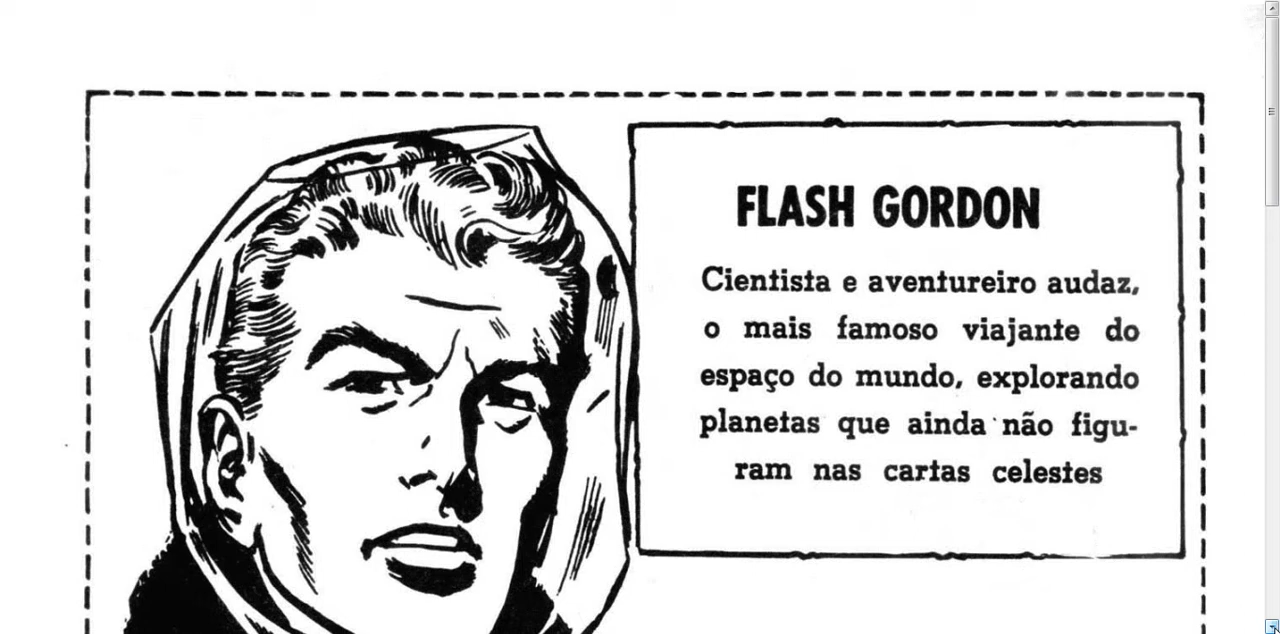 FLASH GORDON
Cientista e aventureiro audaz,
o mais famoso viajante do
espaço do mundo, explorando
planetas que ainda não figu-
ram nas cartas celestes